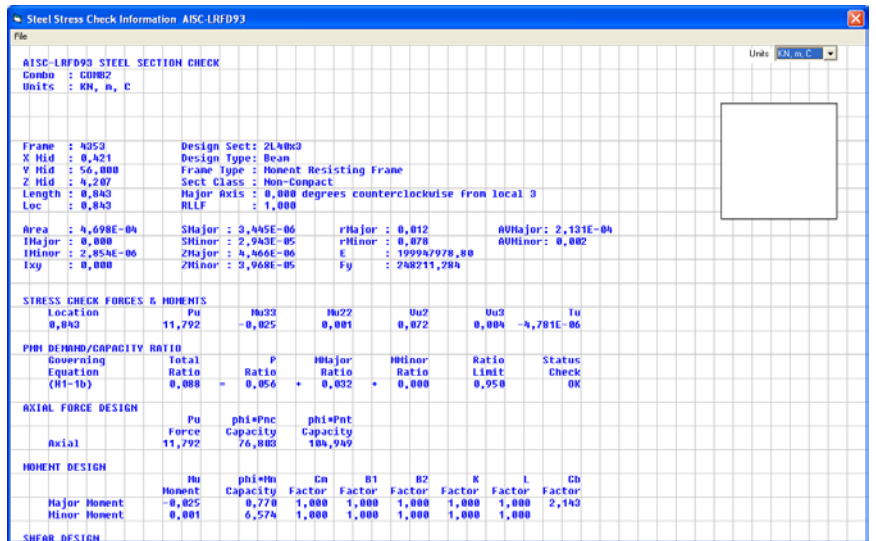 Steel Stress Check Information AISC-LRFD93
File
Units KN, m, C
AISC-LRFD93 STEEL SECTION CHECK
Combo : COMB2
Units : KN, m, C
Frame : 4353 Design Sect: 2L40x3
X Mid : 0,421 Design Type: Beam
Y Mid : 56,000 Frame Type : Moment Resisting Frame
Z Mid : 4,207 Sect Class : Non-Compact
Length : 0,843 Major Axis : 0,000 degrees counterclockwise from local 3
Loc : 0,843 RLLF : 1,000
Area : 4,698E-04 SMajor : 3,445E-06 rMajor : 0,012 AVMajor: 2,131E-04
IMajor : 0,000 SMinor : 2,943E-05 rMinor : 0,078 AVMinor: 0,002
IMinor : 2,854E-06 ZMajor : 4,466E-06 E : 199947978,80
Ixy : 0,000 ZMinor : 3,968E-05 Fy : 248211,284
STRESS CHECK FORCES & MOMENTS
Location Pu Mu33 Mu22 Vu2 Vu3 Tu
0,843 11,792 -0,025 0,001 0,072 0,004 -4,781E-06
PMM DEMAND/CAPACITY RATIO
Governing Total P MMajor MMinor Ratio Status
Equation Ratio Ratio Ratio Ratio Limit Check
(H1-1b) 0,088 = 0,056 + 0,032 + 0,000 0,950 OK
AXIAL FORCE DESIGN
Pu phi*Pnc phi*Pnt
Force Capacity Capacity
Axial 11,792 76,803 104,949
MOMENT DESIGN
Mu phi*Mn Cm B1 B2 K L Cb
Moment Capacity Factor Factor Factor Factor Factor Factor
Major Moment -0,025 0,770 1,000 1,000 1,000 1,000 1,000 2,143
Minor Moment 0,001 6,574 1,000 1,000 1,000 1,000 1,000
SHEAR DESIGN